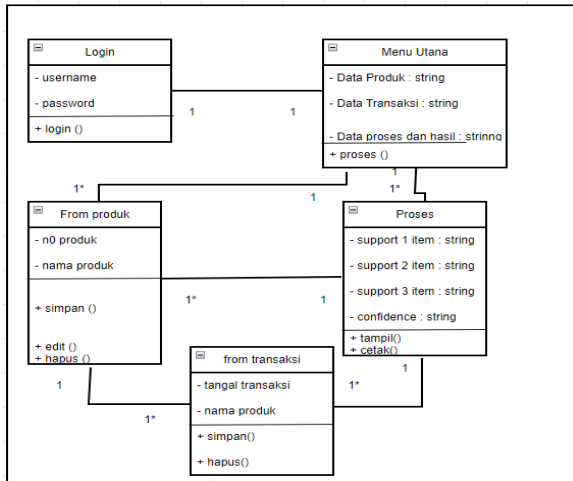 Login
- username
- password
+ login ()
1
1
Menu Utana
- Data Produk : string
- Data Transaksi : string
- Data proses dan hasil : strinng
+ proses ()
1
1*
1
1*
From produk
- n0 produk
- nama produk
+ simpan ()
+ edit ()
+ hapus ()
1*
1
Proses
- support 1 item : string
- support 2 item : string
- support 3 item : string
- confidence : string
+ tampil()
+ cetak()
1
1*
1
1*
from transaksi
- tangal transaksi
- nama produk
+ simpan()
+ hapus()